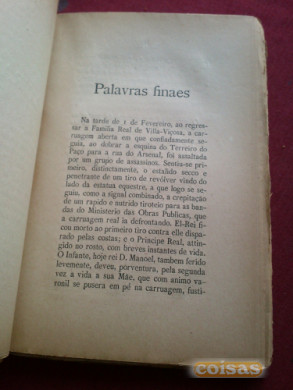 Palavras finaes
Na tarde de 1 de Fevereiro, ao regres-
sar a Familia Real de Villa-Viçosa, a car-
ruagem aberta em que confiadamente se-
guia, ao dobrar a esquina do Terreiro do
Paço para a rua do Arsenal, foi assaltada
por um grupo de assassinos. Sentiu-se pri-
meiro, distinctamente, o estalido secco e
penetrante de um tiro de revólver vindo do
lado da estatua equestre, a que logo se se-
guiu, como a signal combinado, a crepitação
de um rapido e nutrido tiroteio para as ban-
das do Ministerio das Obras Publicas, que
a carruagem real ia defrontando. El-Rei fi-
cou morto ao primeiro tiro contra elle dispa-
rado pelas costas; e o Principe Real, attin-
gido ao rosto, com breves instantes de vida.
O Infante, hoje rei D. Manoel, tambem ferido
levemente, deveu, porventura, pela segunda
vez a vida a sua Mãe, que com animo va-
ronil se puzera em pé na carruagem, fusti-
coisas